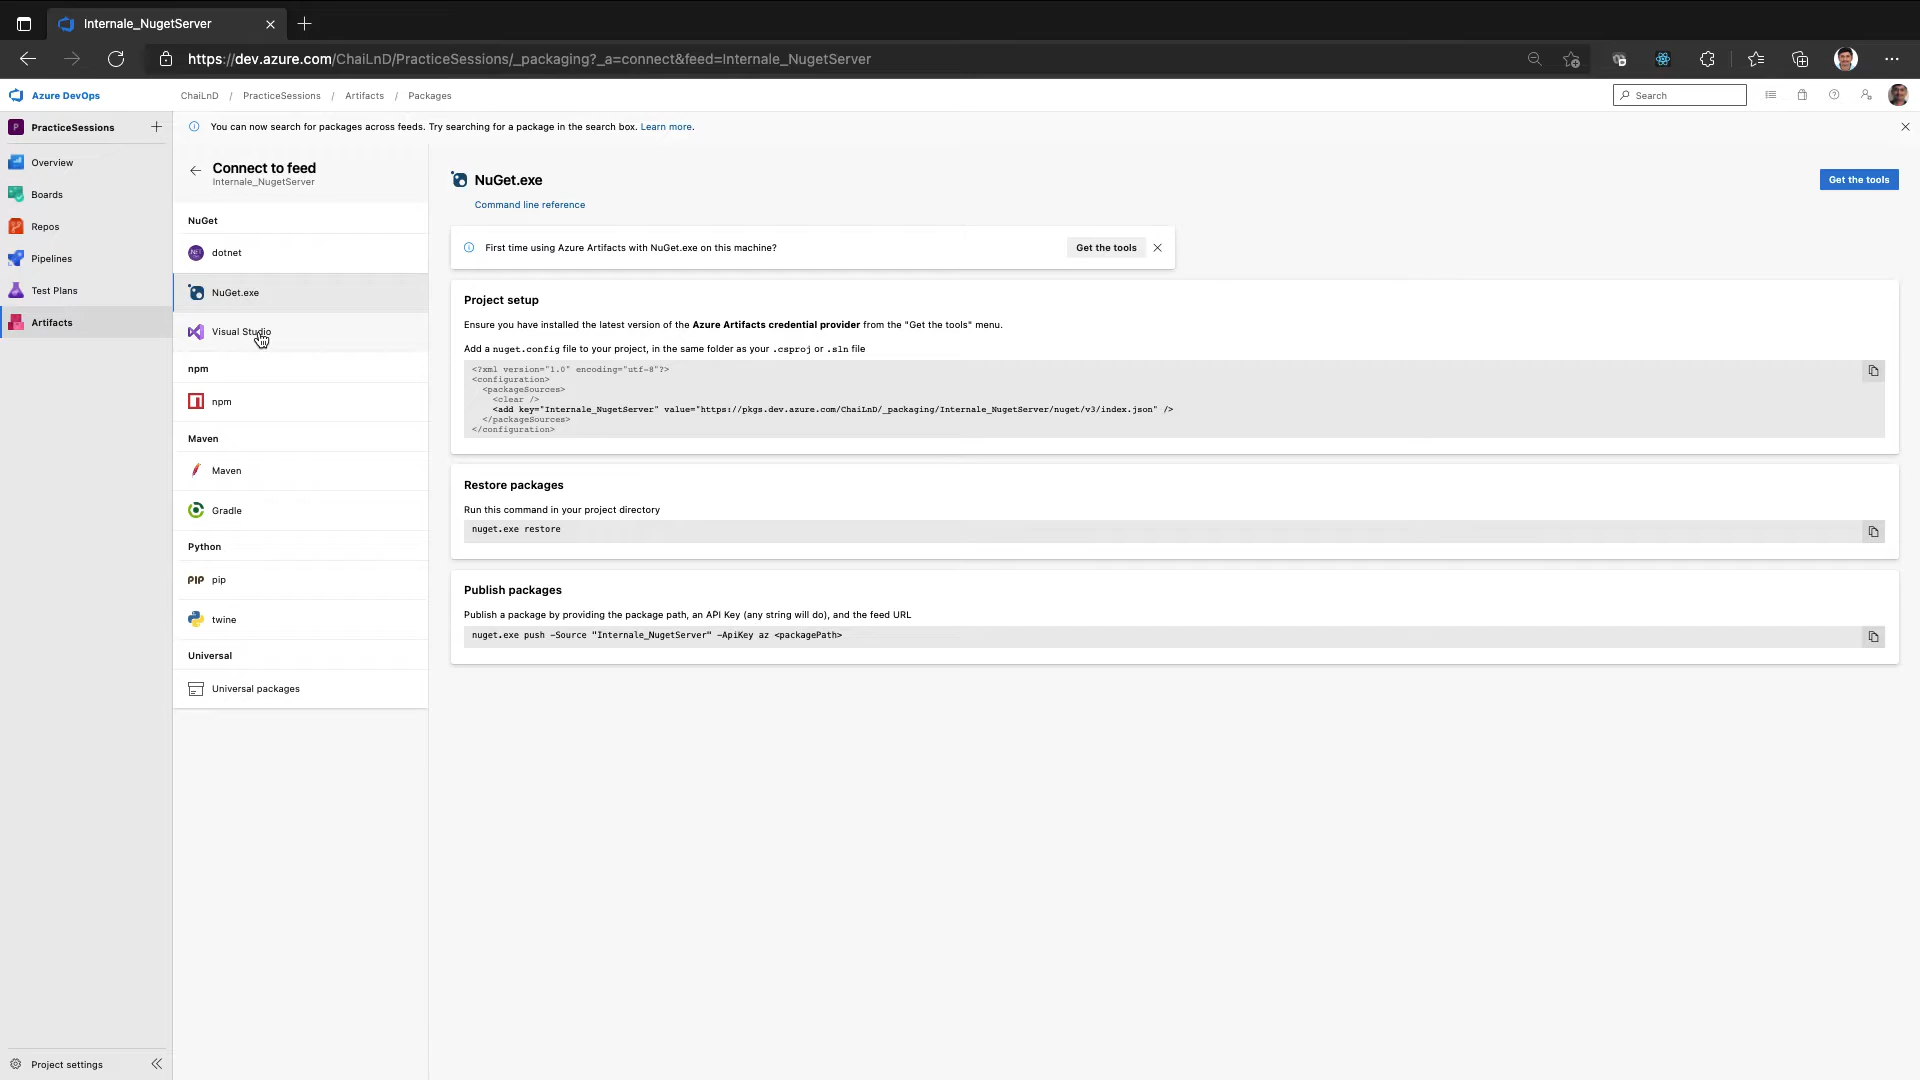 Internale_NugetServer
https://dev.azure.com/ChaiLnD/PracticeSessions/_packaging?_a=connect&feed=Internale_NugetServer
Azure DevOps
ChaiLnD / PracticeSessions / Artifacts / Packages
Search
P PracticeSessions
You can now search for packages across feeds. Try searching for a package in the search box. Learn more.
Overview
Boards
Repos
Pipelines
Test Plans
Artifacts
Project settings
Connect to feed
Internale_NugetServer
NuGet
dotnet
NuGet.exe
Visual Studio
npm
npm
Maven
Maven
Gradle
Python
PIP pip
twine
Universal
Universal packages
NuGet.exe
Get the tools
Command line reference
First time using Azure Artifacts with NuGet.exe on this machine?
Get the tools
Project setup
Ensure you have installed the latest version of the Azure Artifacts credential provider from the "Get the tools" menu.
Add a nuget.config file to your project, in the same folder as your .csproj or .sln file
<?xml version="1.0" encoding="utf-8"?>
<configuration>
<packageSources>
<clear />
<add key="Internale_NugetServer" value="https://pkgs.dev.azure.com/ChaiLnD/_packaging/Internale_NugetServer/nuget/v3/index.json" />
</packageSources>
</configuration>
Restore packages
Run this command in your project directory
nuget.exe restore
Publish packages
Publish a package by providing the package path, an API Key (any string will do), and the feed URL
nuget.exe push -Source "Internale_NugetServer" -ApiKey az <packagePath>